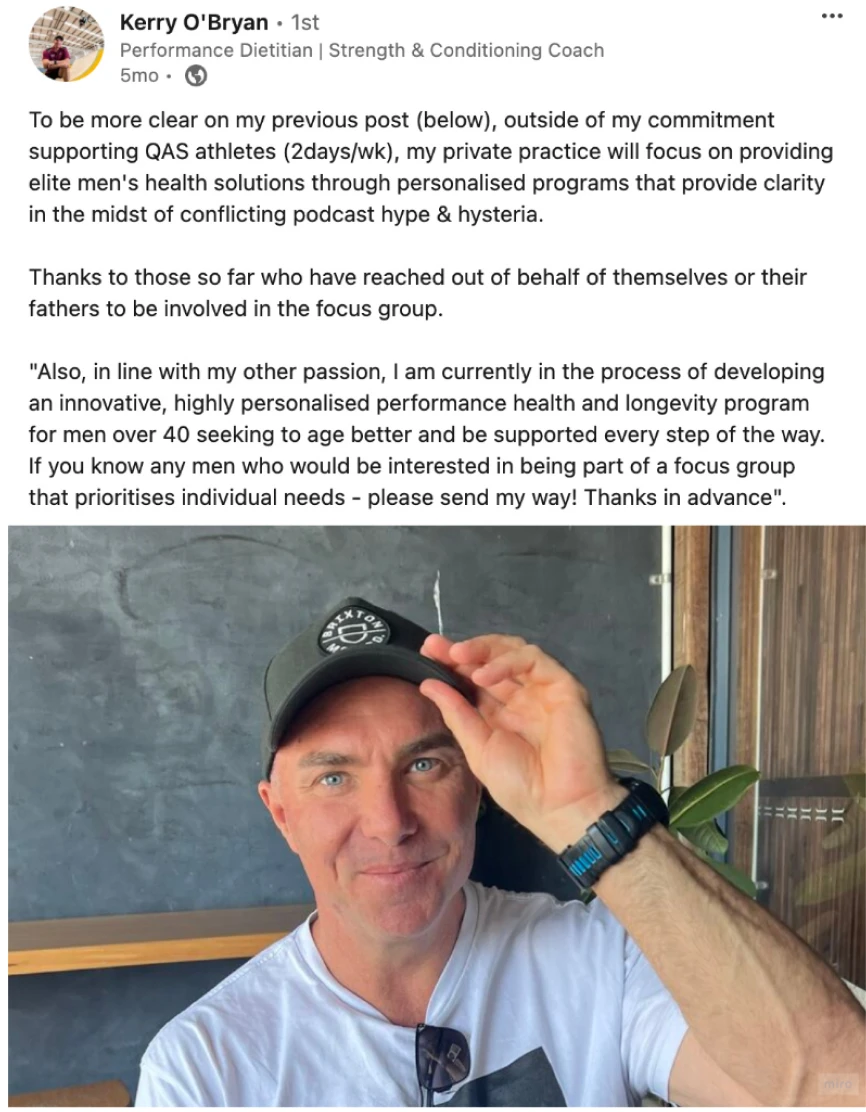 Kerry O'Bryan • 1st
Performance Dietitian | Strength & Conditioning Coach
5mo •
To be more clear on my previous post (below), outside of my commitment
supporting QAS athletes (2days/wk), my private practice will focus on providing
elite men's health solutions through personalised programs that provide clarity
in the midst of conflicting podcast hype & hysteria.
Thanks to those so far who have reached out of behalf of themselves or their
fathers to be involved in the focus group.
"Also, in line with my other passion, I am currently in the process of developing
an innovative, highly personalised performance health and longevity program
for men over 40 seeking to age better and be supported every step of the way.
If you know any men who would be interested in being part of a focus group
that prioritises individual needs - please send my way! Thanks in advance".
BRIXTON
miro